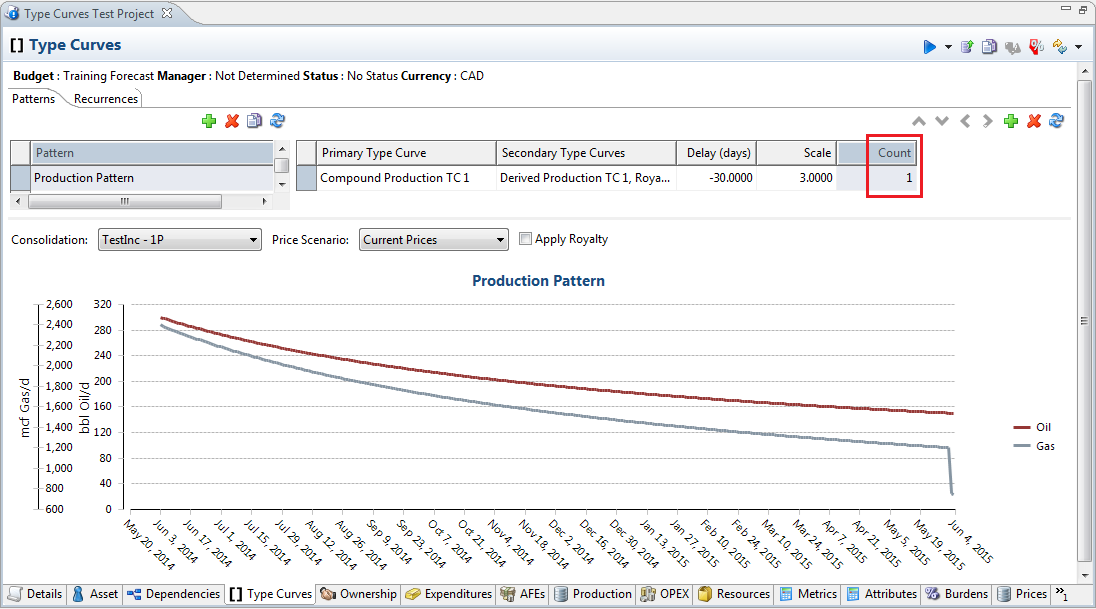 Type Curves Test Project
[] Type Curves
Budget : Training Forecast Manager : Not Determined Status : No Status Currency : CAD
Patterns Recurrences
Pattern
Production Pattern
Primary Type Curve Secondary Type Curves Delay (days) Scale Count
Compound Production TC 1 Derived Production TC 1, Roya... -30.0000 3.0000 1
Consolidation: TestInc - 1P Price Scenario: Current Prices Apply Royalty
Production Pattern
2,600 320
2,400 280
2,200 240
2,000 200
1,800 160
1,600 120
1,400 80
1,200 40
1,000 0
800
600
mcf Gas/d
bbl Oil/d
Oil
Gas
May 20, 2014
Jun 3, 2014
Jun 17, 2014
Jul 1, 2014
Jul 15, 2014
Jul 29, 2014
Aug 12, 2014
Aug 26, 2014
Sep 9, 2014
Sep 23, 2014
Oct 7, 2014
Oct 21, 2014
Nov 4, 2014
Nov 18, 2014
Dec 2, 2014
Dec 16, 2014
Dec 30, 2014
Jan 13, 2015
Jan 27, 2015
Feb 10, 2015
Feb 24, 2015
Mar 10, 2015
Mar 24, 2015
Apr 7, 2015
Apr 21, 2015
May 5, 2015
May 19, 2015
Jun 4, 2015
Details Asset Dependencies [] Type Curves Ownership Expenditures AFEs Production OPEX Resources Metrics Attributes Burdens Prices »1